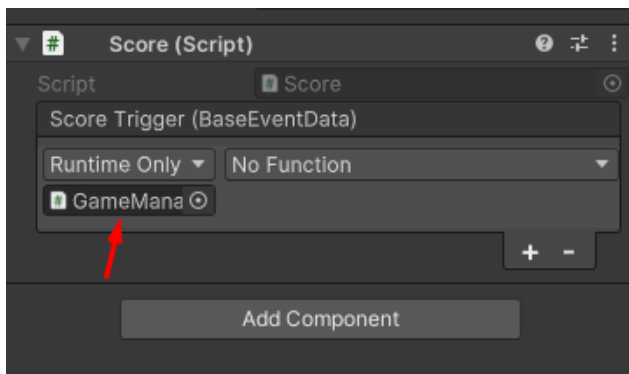 # Score (Script)
Script # Score
Score Trigger (BaseEventData)
Runtime Only No Function
# GameMana
+ -
Add Component